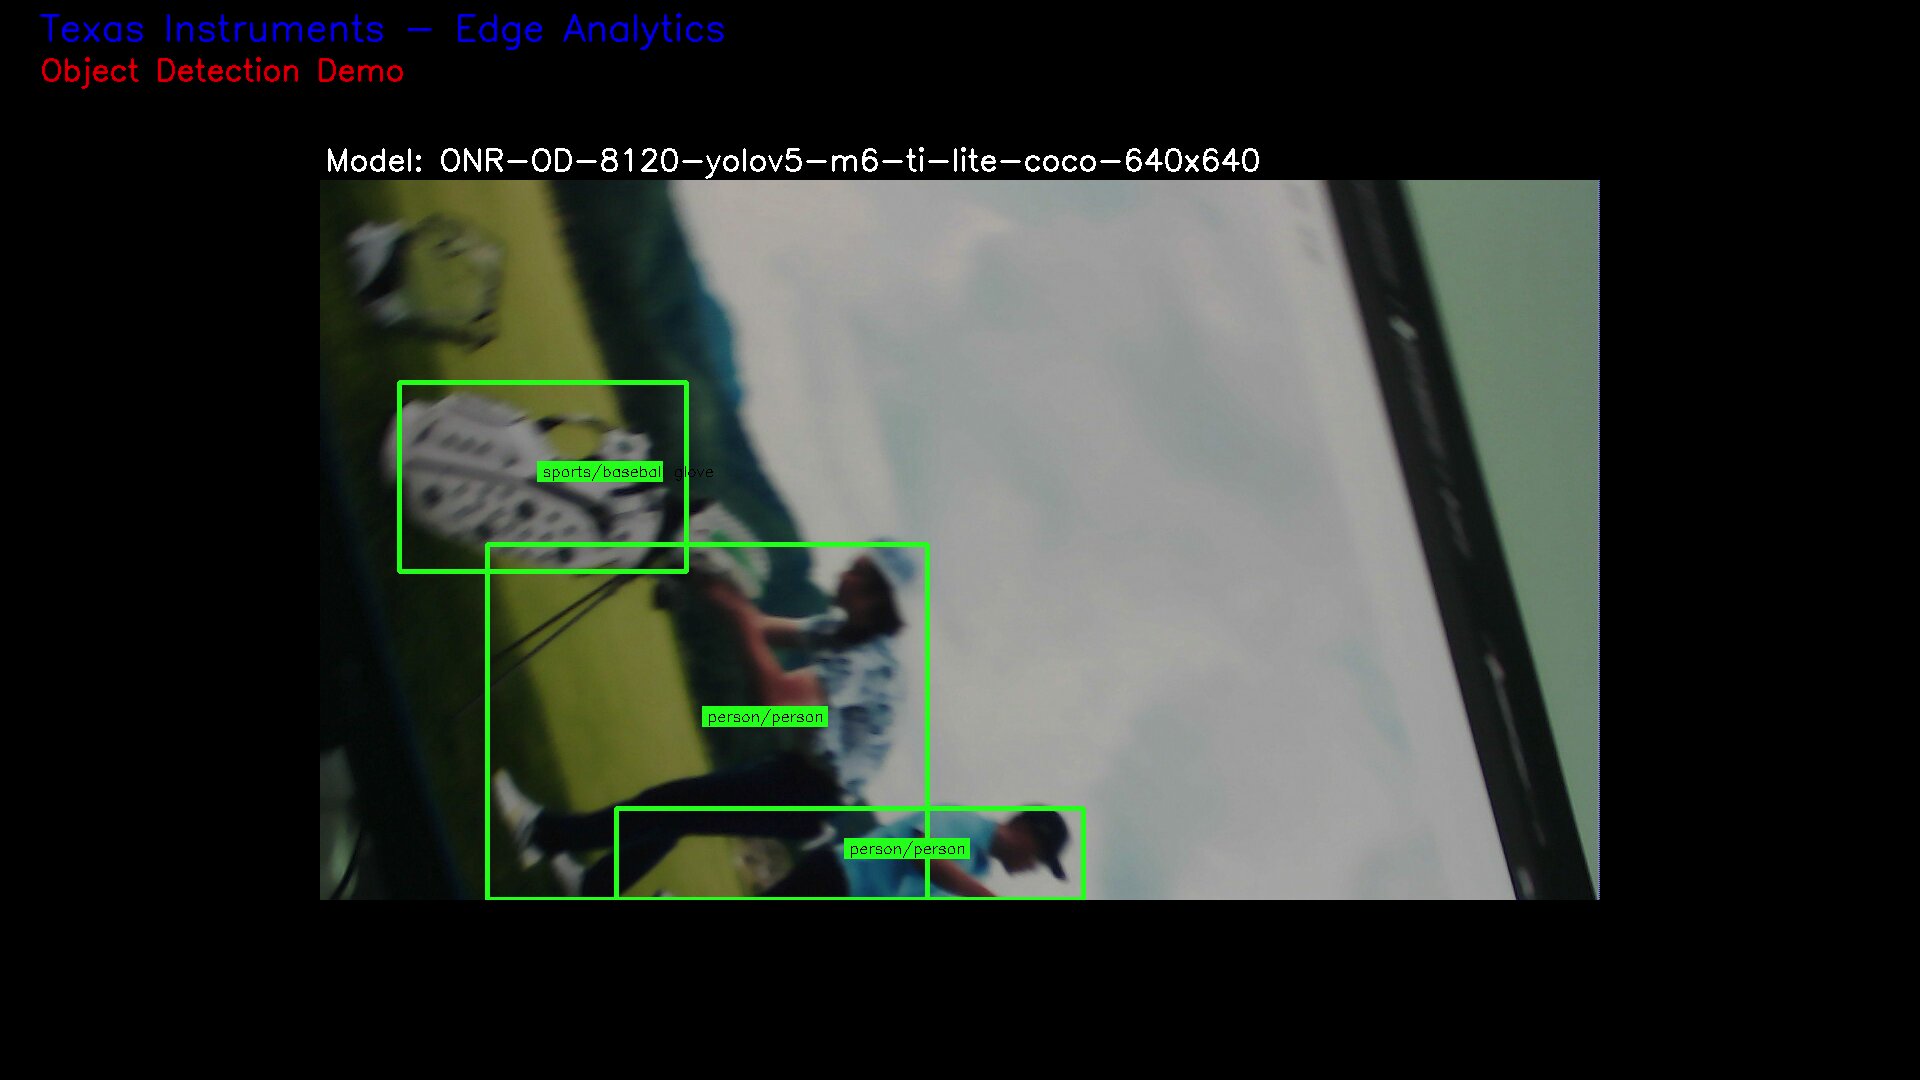 Texas Instruments - Edge Analytics
Object Detection Demo
Model: ONR-OD-8120-yolov5-m6-ti-lite-coco-640x640
sports/basebal glove
person/person
person/person